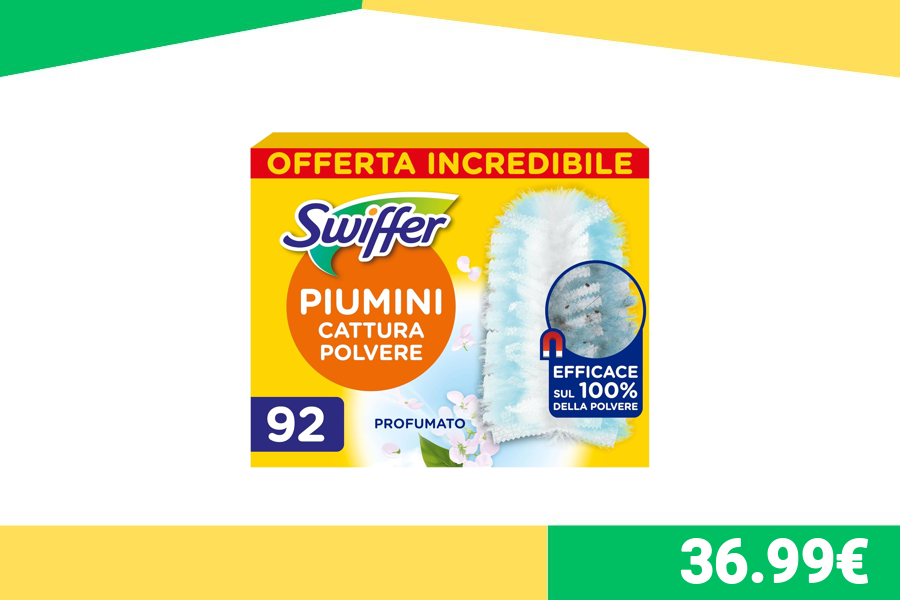 OFFERTA INCREDIBILE
Swiffer
PIUMINI
CATTURA
POLVERE
EFFICACE
SUL 100%
DELLA POLVERE
92
PROFUMATO
36.99€